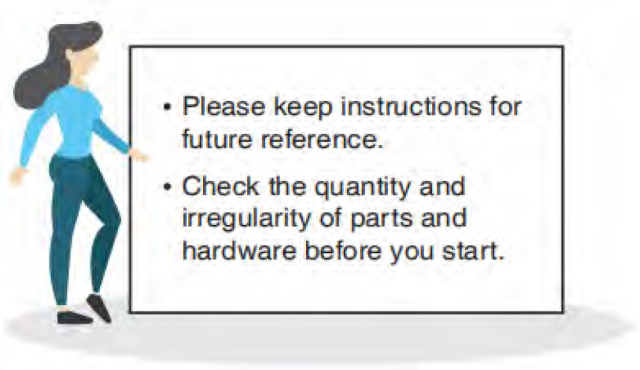 • Please keep instructions for
future reference.
• Check the quantity and
irregularity of parts and
hardware before you start.